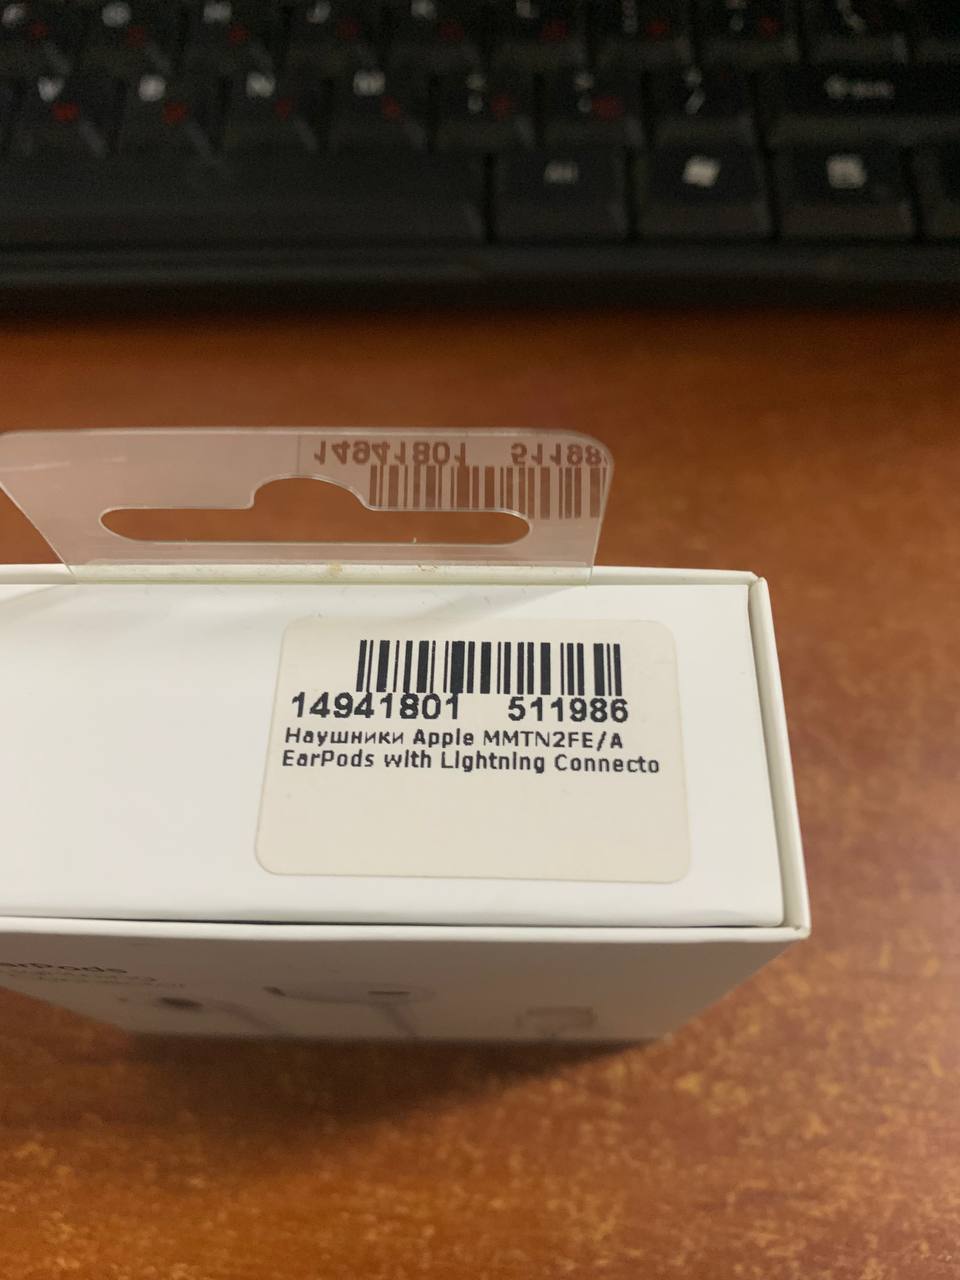 14941801 511986
Наушники Apple MMTN2FE/A
EarPods with Lightning Connecto